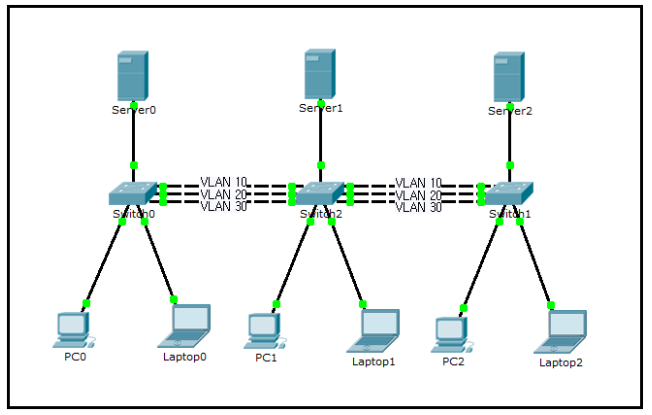 Server0
Server1
Server2
VLAN 10
VLAN 20
VLAN 30
VLAN 10
VLAN 20
VLAN 30
Switch0
Switch2
Switch1
PC0
Laptop0
PC1
Laptop1
PC2
Laptop2